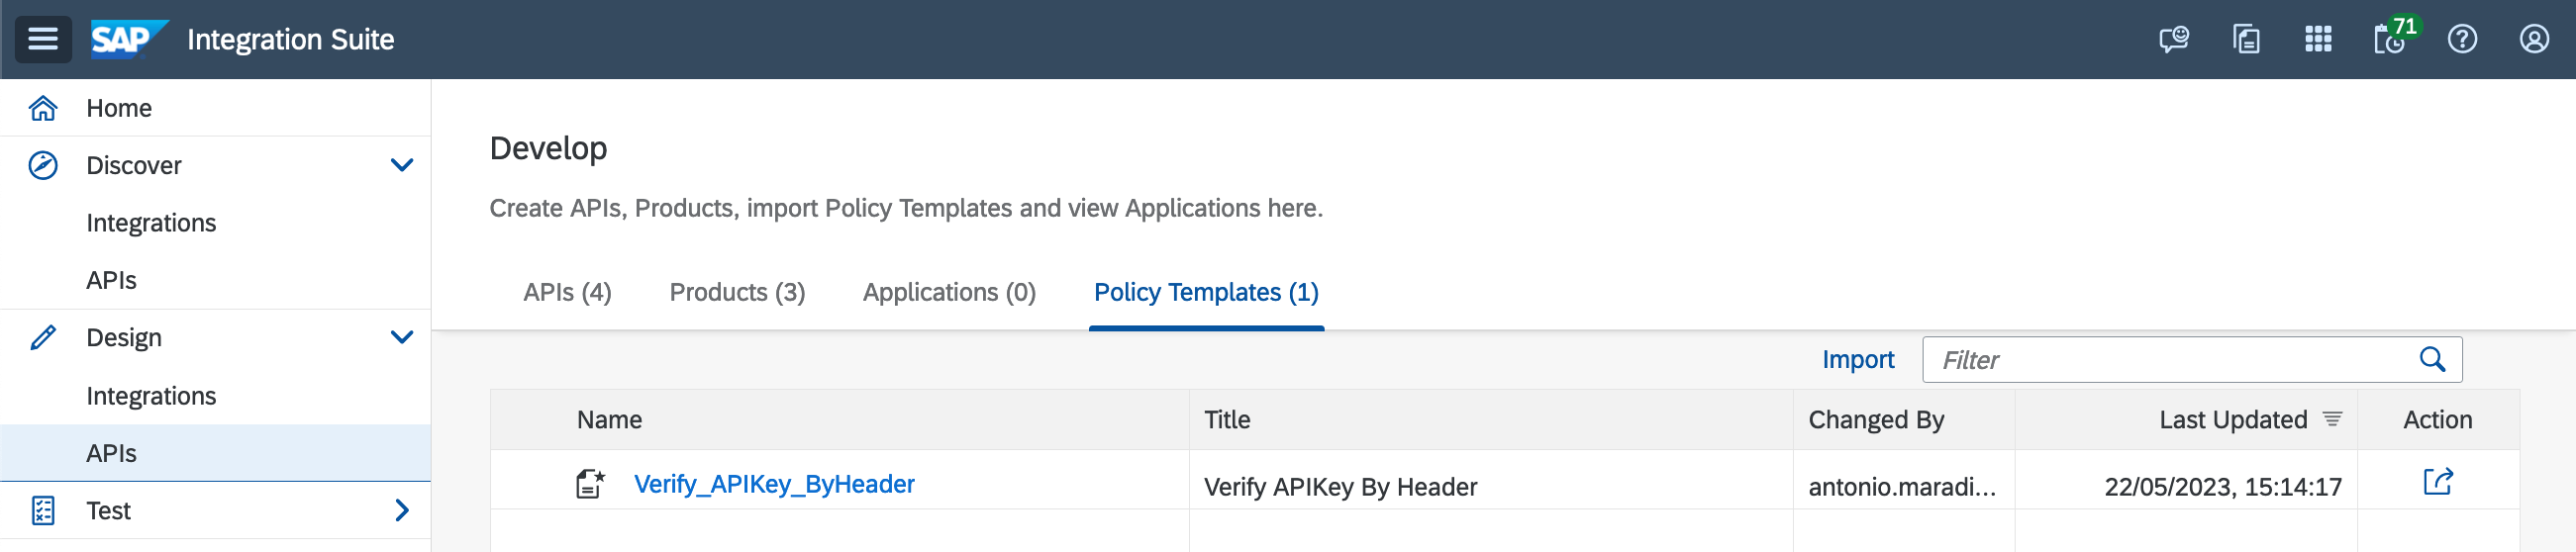 SAP Integration Suite
71
Home
Discover
Integrations
APIs
Design
Integrations
APIs
Test
Develop
Create APIs, Products, import Policy Templates and view Applications here.
APIs (4) Products (3) Applications (0) Policy Templates (1)
Import Filter
Name Title Changed By Last Updated Action
Verify_APIKey_ByHeader Verify APIKey By Header antonio.maradi... 22/05/2023, 15:14:17